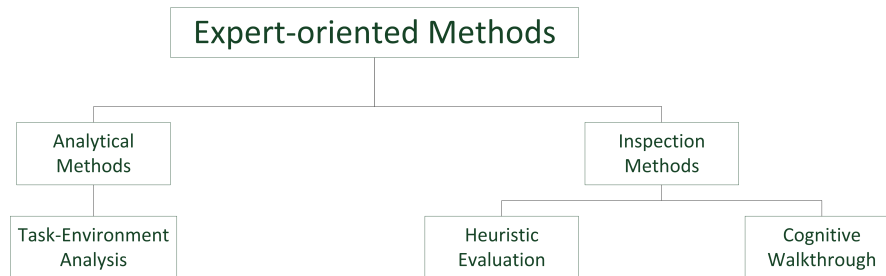 Expert-oriented Methods
Analytical
Methods
Inspection
Methods
Task-Environment
Analysis
Heuristic
Evaluation
Cognitive
Walkthrough